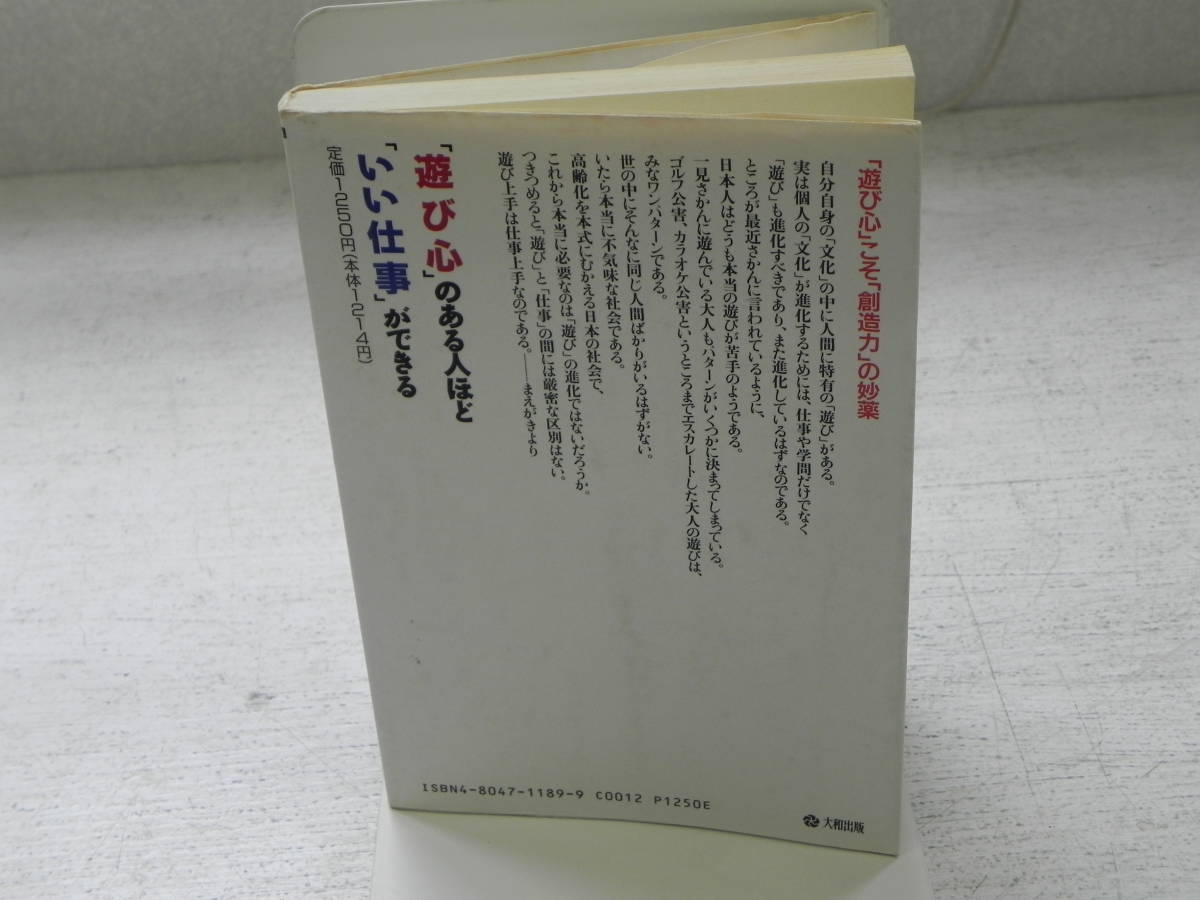 「遊び心」こそ「創造力」の妙薬
自分自身の「文化」の中に人間に特有の「遊び」がある。
実は個人の「文化」が進化するためには、仕事や学問だけでなく
「遊び」も進化すべきであり、また進化しているはずなのである。
ところが最近さかんに言われているように、
日本人はどうも本当の遊びが苦手のようである。
一見さかんに遊んでいる大人もパターンがいくつかに決まってしまっている。
ゴルフ公害、カラオケ公害というところまでエスカレートした大人の遊びは、
みなワンパターンである。
世の中にそんなに同じ人間ばかりがいるはずがない。
いたら本当に不気味な社会である。
高齢化を本式にむかえる日本の社会で、
これから本当に必要なのは「遊び」の進化ではないだろうか。
つきつめると、「遊び」と「仕事」の間には厳密な区別はない。
遊び上手は仕事上手なのである。——まえがきより
「遊び心」のある人ほど
「いい仕事」ができる
定価1250円(本体1214円)
ISBN4-8047-1189-9 C0012 P1250E
大和出版